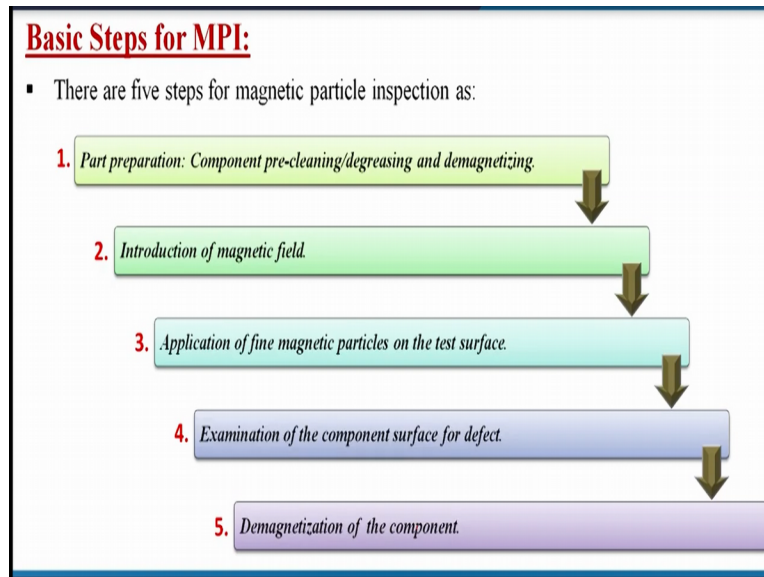 Basic Steps for MPI:
▪ There are five steps for magnetic particle inspection as:
1. Part preparation: Component pre-cleaning/degreasing and demagnetizing.
2. Introduction of magnetic field.
3. Application of fine magnetic particles on the test surface.
4. Examination of the component surface for defect.
5. Demagnetization of the component.